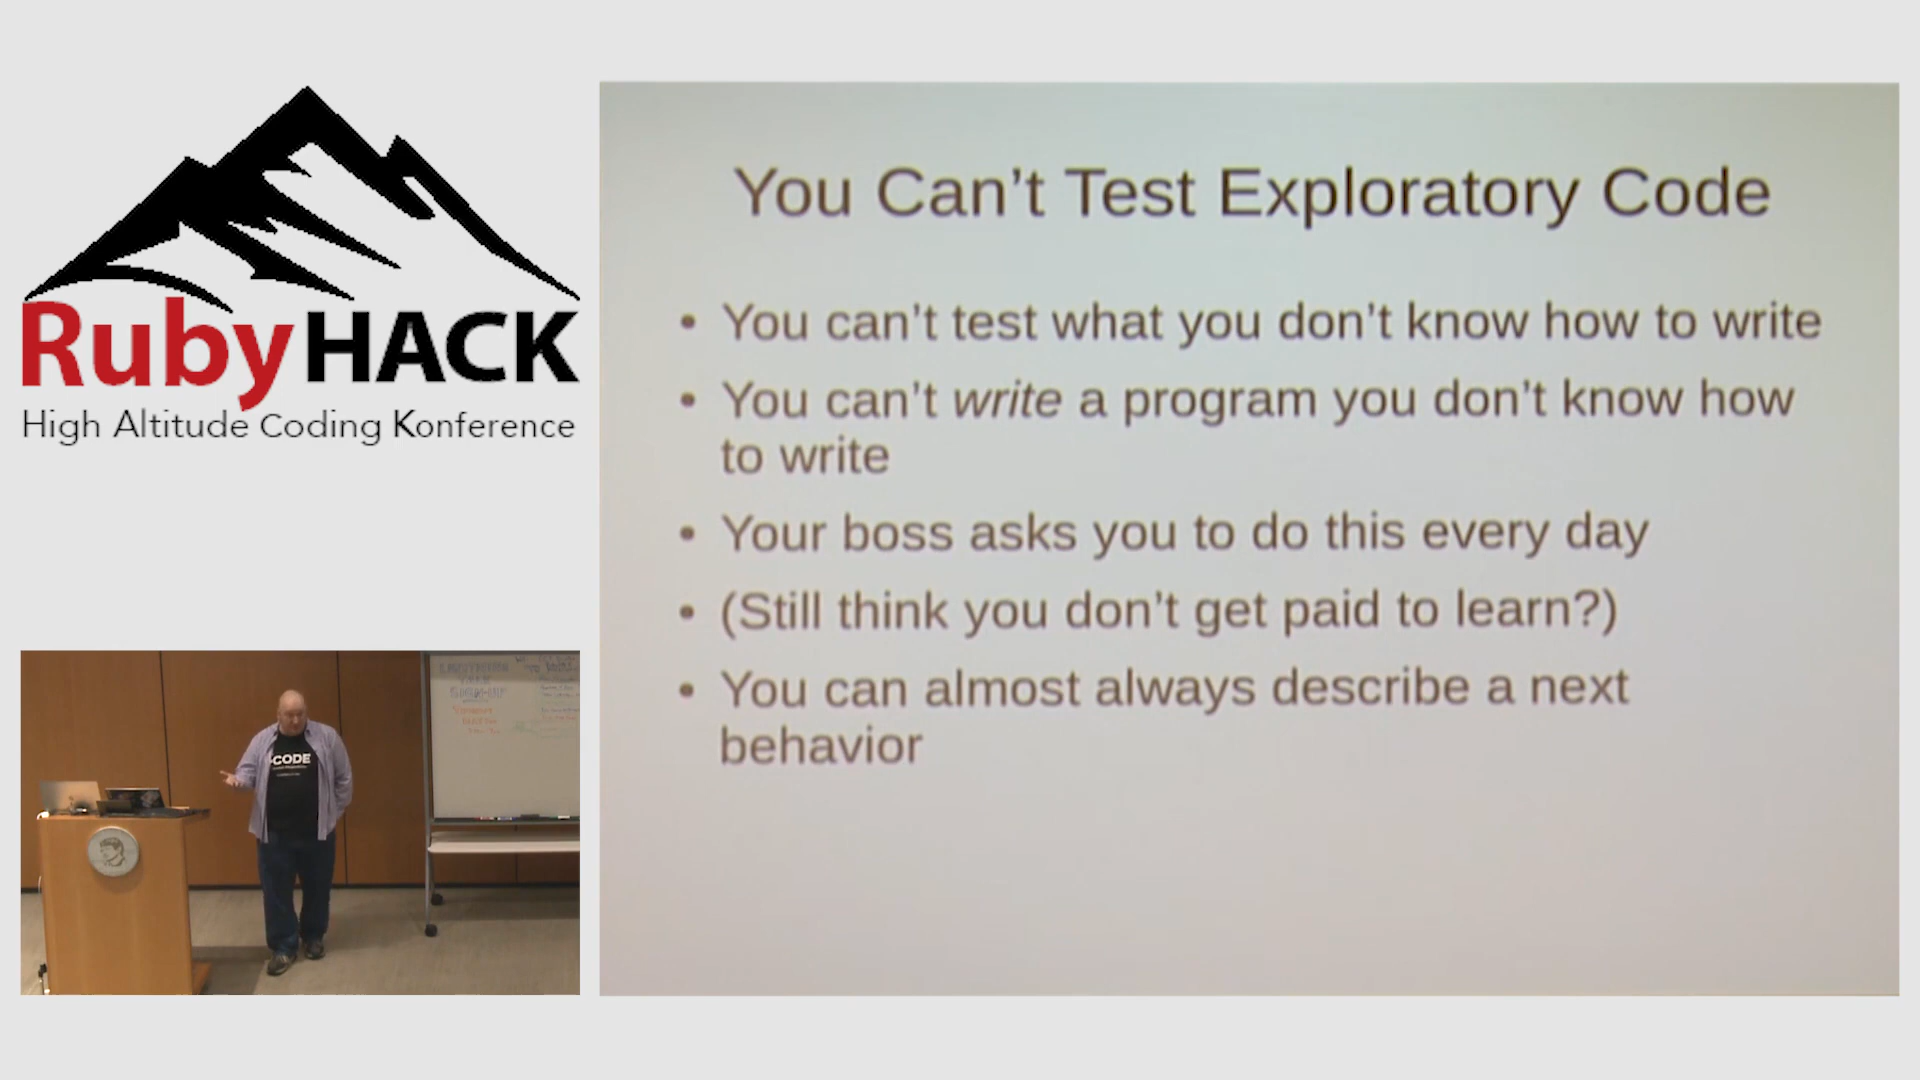 RubyHACK
High Altitude Coding Konference
You Can’t Test Exploratory Code
• You can’t test what you don’t know how to write
• You can’t write a program you don’t know how
to write
• Your boss asks you to do this every day
• (Still think you don’t get paid to learn?)
• You can almost always describe a next
behavior
CODE